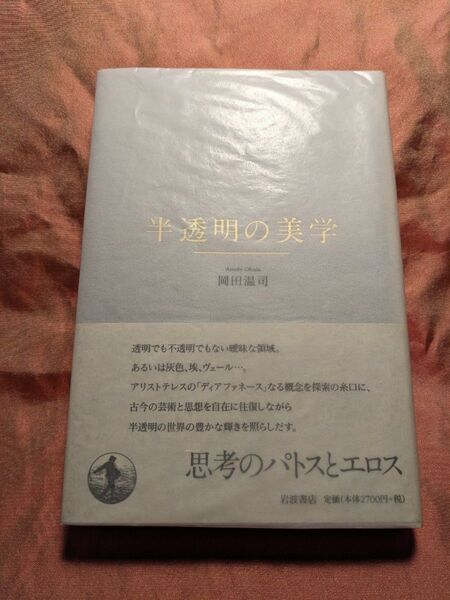 半透明の美学
Atsushi Okada
岡田温司
透明でも不透明でもない曖昧な領域。
あるいは灰色、埃、ヴェール…。
アリストテレスの「ディアファネース」なる概念を探索の糸口に、
古今の芸術と思想を自在に往復しながら
半透明の世界の豊かな輝きを照らしだす。
思考のパトスとエロス
岩波書店 定価(本体2700円+税)